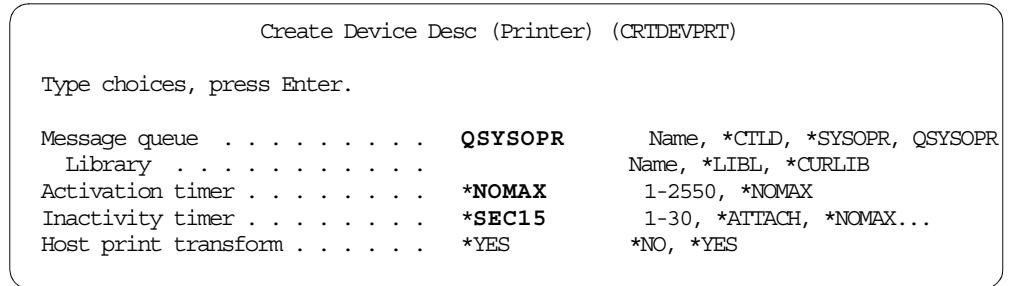 Create Device Desc (Printer) (CRTDEVPRT)
Type choices, press Enter.
Message queue . . . . . . . . . QSYSOPR Name, *CTLD, *SYSOPR, QSYSOPR
Library . . . . . . . . . . . Name, *LIBL, *CURLIB
Activation timer . . . . . . . . *NOMAX 1-2550, *NOMAX
Inactivity timer . . . . . . . *SEC15 1-30, *ATTACH, *NOMAX...
Host print transform . . . . . . *YES *NO, *YES